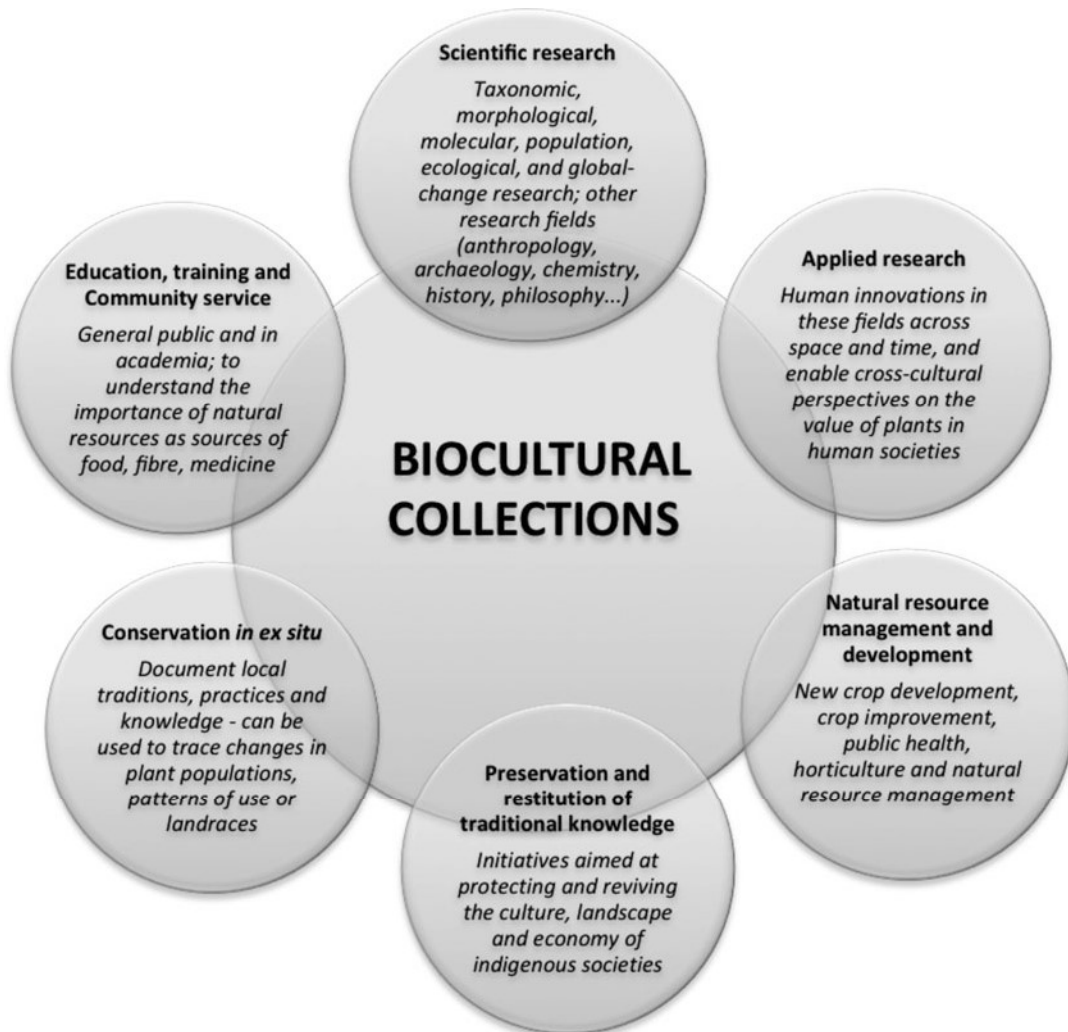 Scientific research
Taxonomic,
morphological,
molecular, population,
ecological, and global-
change research; other
research fields
(anthropology,
archaeology, chemistry,
history, philosophy...)
Education, training and
Community service
General public and in
academia; to
understand the
importance of natural
resources as sources of
food, fibre, medicine
Applied research
Human innovations in
these fields across
space and time, and
enable cross-cultural
perspectives on the
value of plants in
human societies
BIOCULTURAL
COLLECTIONS
Conservation in ex situ
Document local
traditions, practices and
knowledge - can be
used to trace changes in
plant populations,
patterns of use or
landraces
Natural resource
management and
development
New crop development,
crop improvement,
public health,
horticulture and natural
resource management
Preservation and
restitution of
traditional knowledge
Initiatives aimed at
protecting and reviving
the culture, landscape
and economy of
indigenous societies